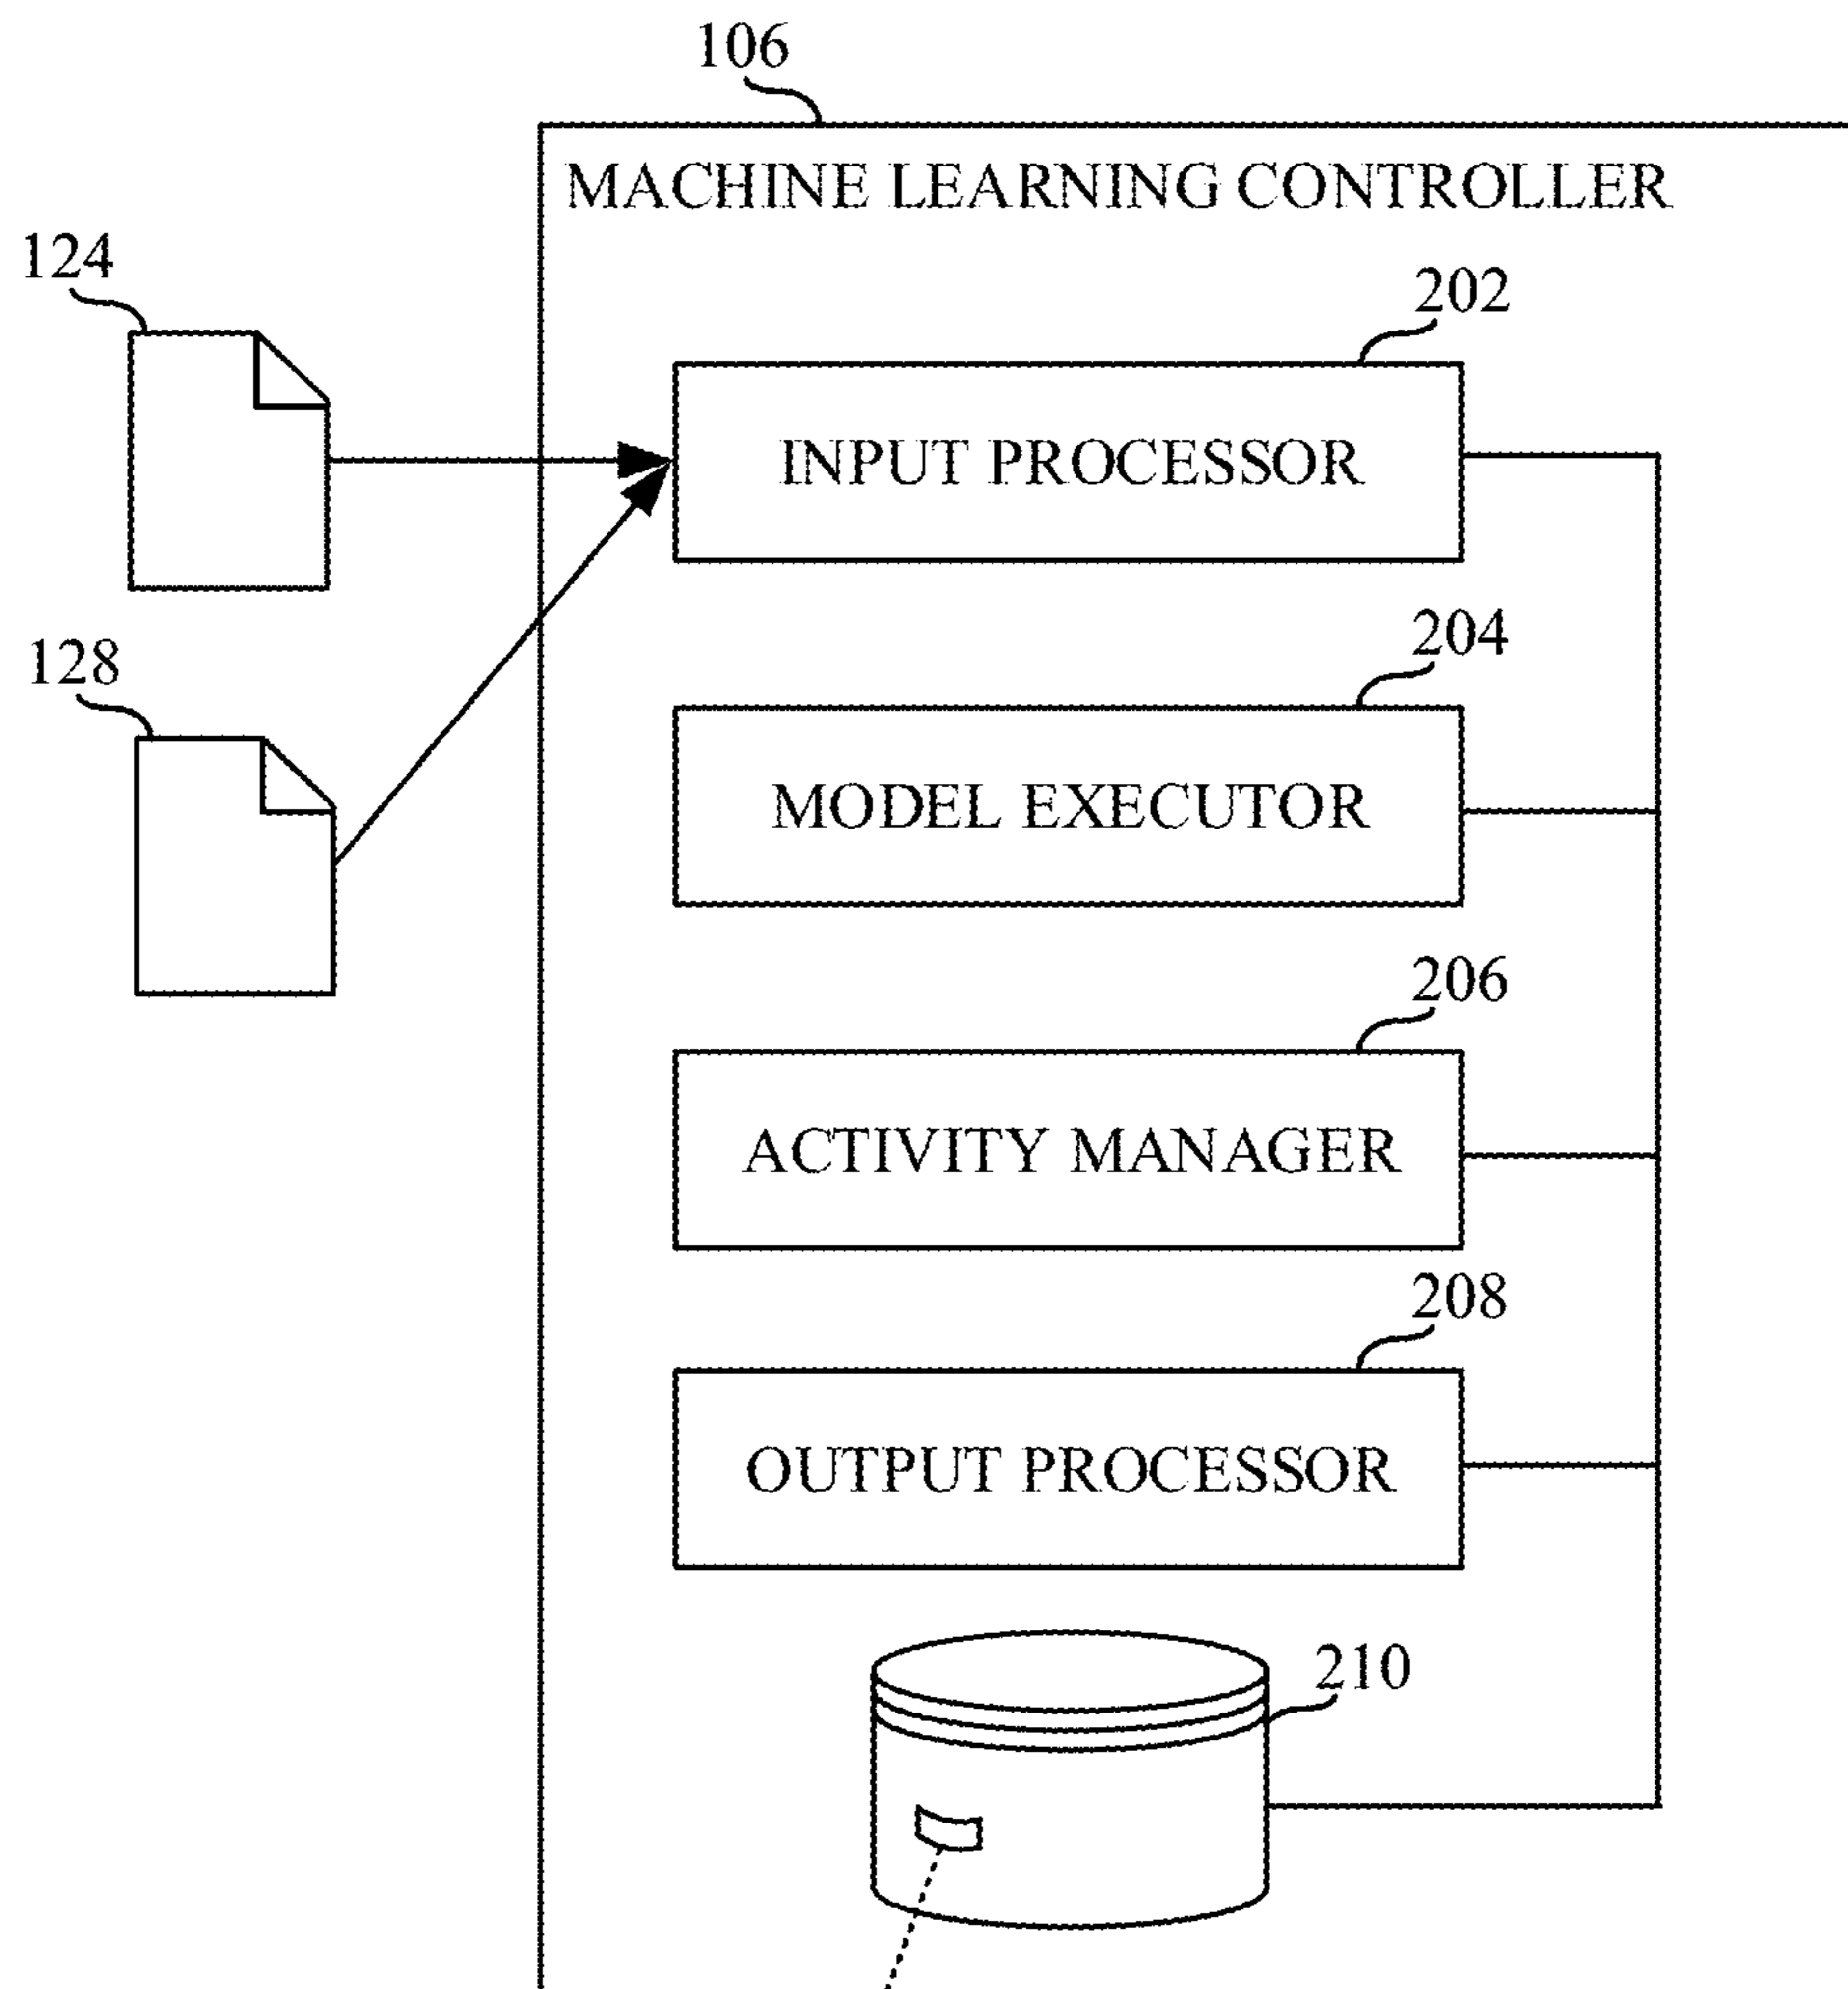 106
MACHINE LEARNING CONTROLLER
124
202
INPUT PROCESSOR
204
128
MODEL EXECUTOR
206
ACTIVITY MANAGER
208
OUTPUT PROCESSOR
210